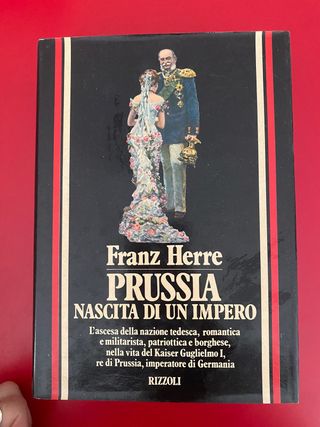 Franz Herre
PRUSSIA
NASCITA DI UN IMPERO
L'ascesa della nazione tedesca, romantica
e militarista, patriottica e borghese,
nella vita del Kaiser Guglielmo I,
re di Prussia, imperatore di Germania
RIZZOLI